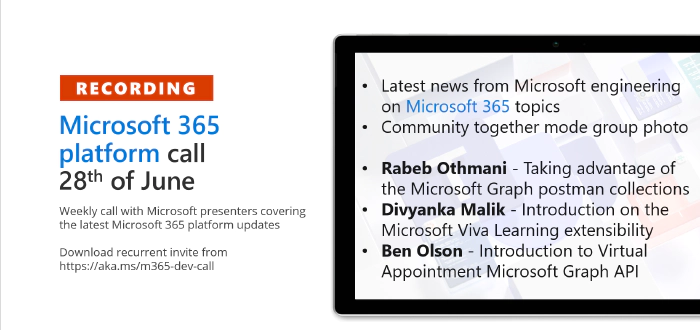 RECORDING
Microsoft 365
platform call
28th of June
Weekly call with Microsoft presenters covering
the latest Microsoft 365 platform updates
Download recurrent invite from
https://aka.ms/m365-dev-call
• Latest news from Microsoft engineering
on Microsoft 365 topics
• Community together mode group photo
• Rabeb Othmani - Taking advantage of
the Microsoft Graph postman collections
• Divyanka Malik - Introduction on the
Microsoft Viva Learning extensibility
• Ben Olson - Introduction to Virtual
Appointment Microsoft Graph API